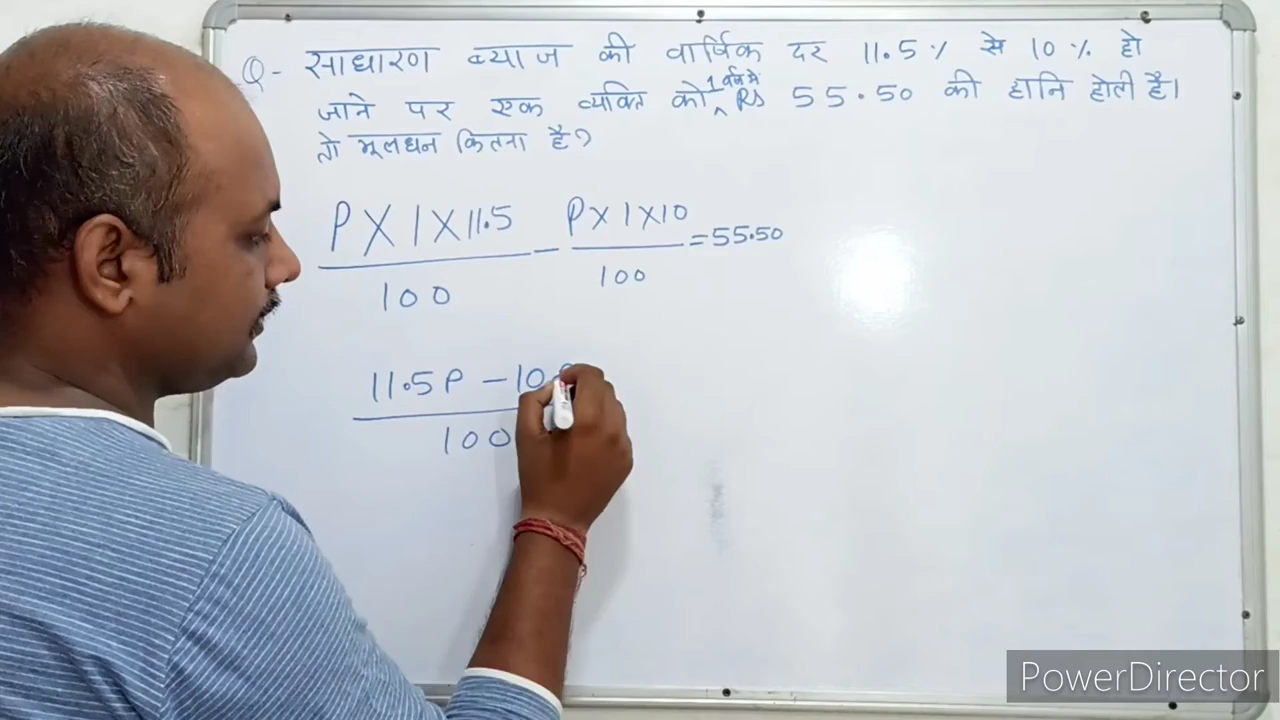 Q- साधारण ब्याज की वार्षिक दर 11.5% से 10% हो
जाने पर एक व्यक्ति को 1 वर्ष में Rs 55.50 की हानि होती है।
तो मूलधन कितना है?
P X 1 X 11.5 / 100 - P X 1 X 10 / 100 = 55.50
11.5 P - 10 / 100
PowerDirector